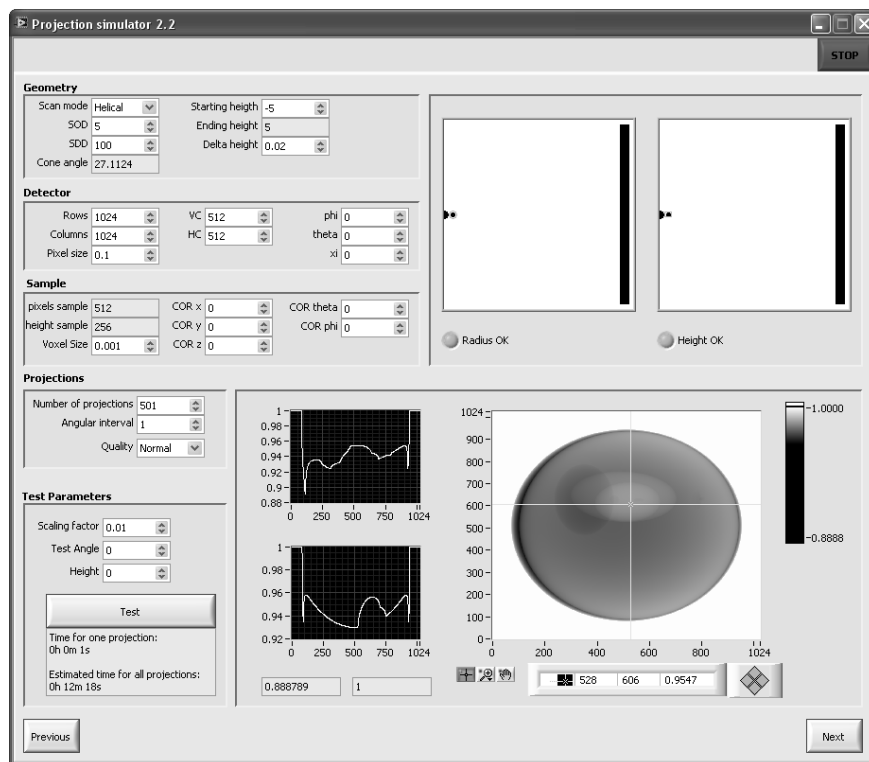 Projection simulator 2.2
STOP
Geometry
Scan mode Helical
SOD 5
SDD 100
Cone angle 27.1124
Starting heigth -5
Ending height 5
Delta height 0.02
Detector
Rows 1024
Columns 1024
Pixel size 0.1
VC 512
HC 512
phi 0
theta 0
xi 0
Sample
pixels sample 512
height sample 256
Voxel Size 0.001
COR x 0
COR y 0
COR z 0
COR theta 0
COR phi 0
Radius OK
Height OK
Projections
Number of projections 501
Angular interval 1
Quality Normal
Test Parameters
Scaling factor 0.01
Test Angle 0
Height 0
Test
Time for one projection:
0h 0m 1s
Estimated time for all projections:
0h 12m 18s
1
0.98
0.96
0.94
0.92
0.9
0.88
0 250 500 750 1024
1
0.98
0.96
0.94
0.92
0 250 500 750 1024
0.888789 1
1024
900
800
700
600
500
400
300
200
100
0
0 200 400 600 800 1024
-1.0000
-0.8888
528 606 0.9547
Previous
Next